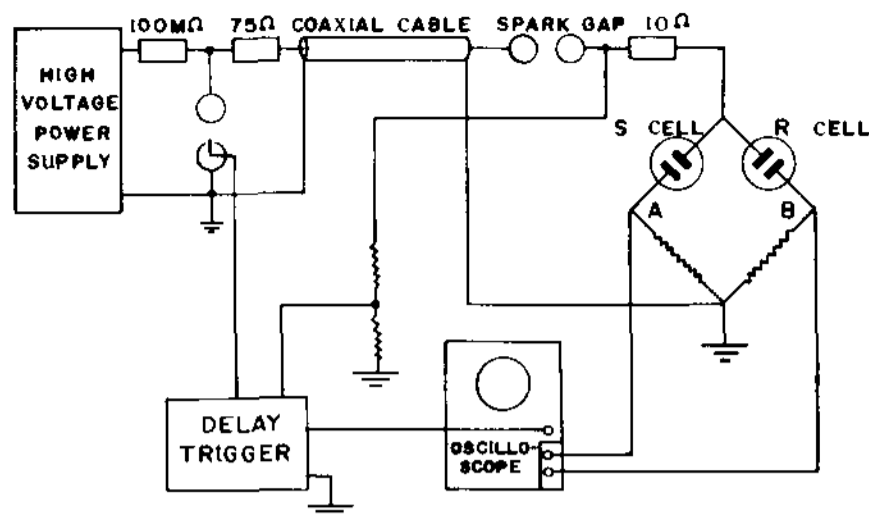 100MΩ 75Ω COAXIAL CABLE SPARK GAP 10Ω
HIGH
VOLTAGE
POWER
SUPPLY
S CELL R CELL
A B
DELAY
TRIGGER
OSCILLO
SCOPE